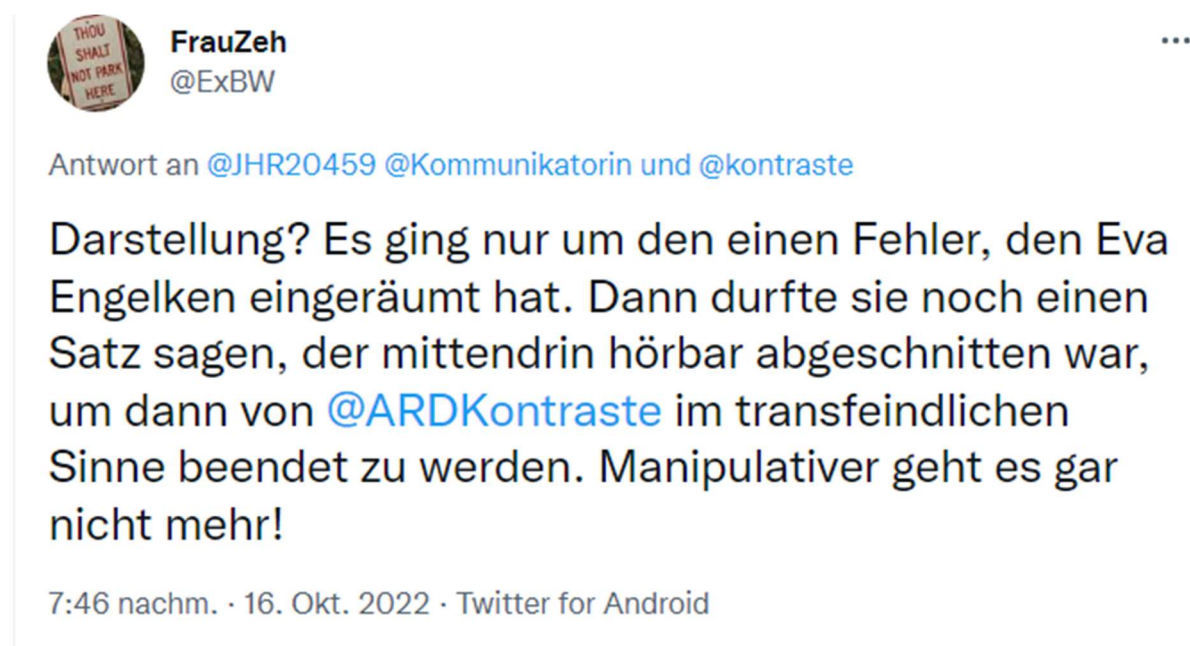 THOU
SHALT
NOT PARK
HERE
FrauZeh
@ExBW
Antwort an @JHR20459 @Kommunikatorin und @kontraste
Darstellung? Es ging nur um den einen Fehler, den Eva
Engelken eingeräumt hat. Dann durfte sie noch einen
Satz sagen, der mittendrin hörbar abgeschnitten war,
um dann von @ARDKontraste im transfeindlichen
Sinne beendet zu werden. Manipulativer geht es gar
nicht mehr!
7:46 nachm. · 16. Okt. 2022 · Twitter for Android